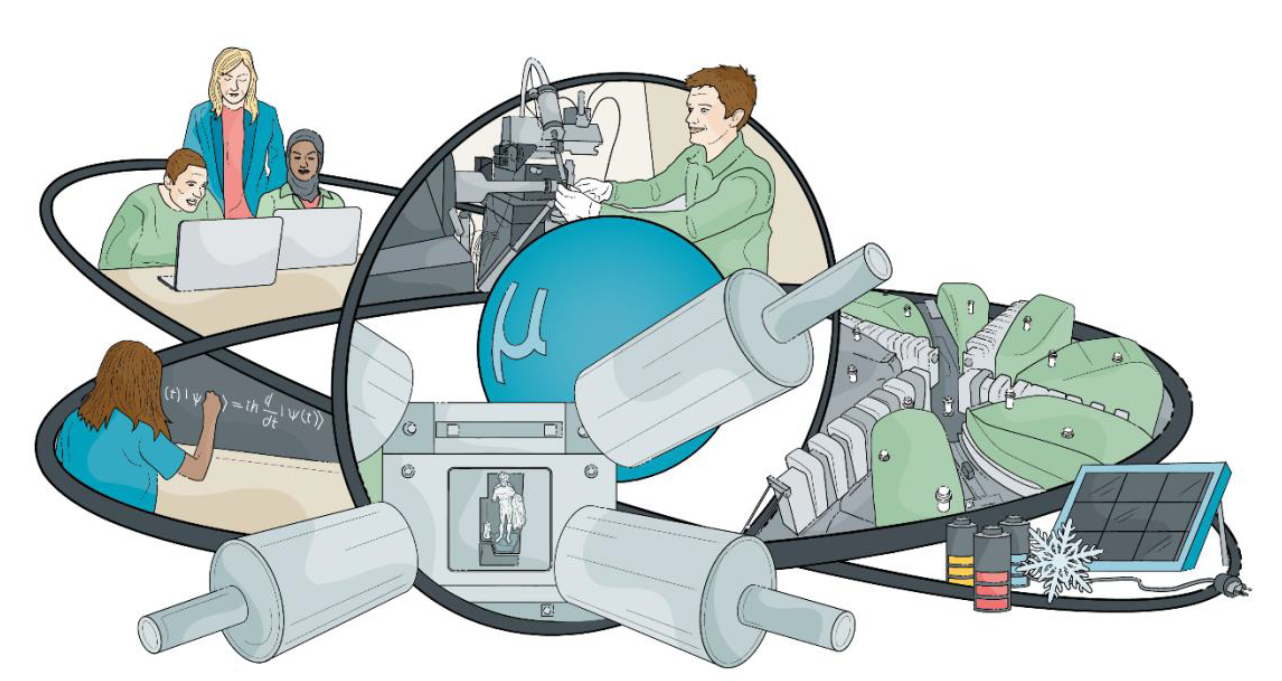 μ
(t) | ψ ⟩ = iħ d/dt | ψ(t)⟩